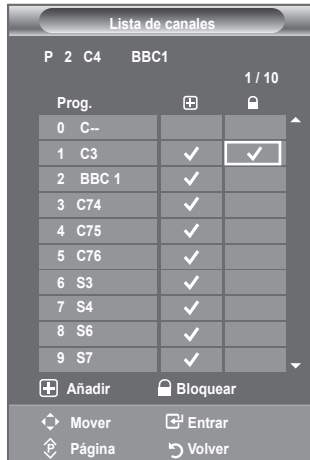 Lista de canales
P 2 C4 BBC1
1 / 10
Prog.
0 C--
1 C3
2 BBC 1
3 C74
4 C75
5 C76
6 S3
7 S4
8 S6
9 S7
Añadir Bloquear
Mover Entrar
Página Volver